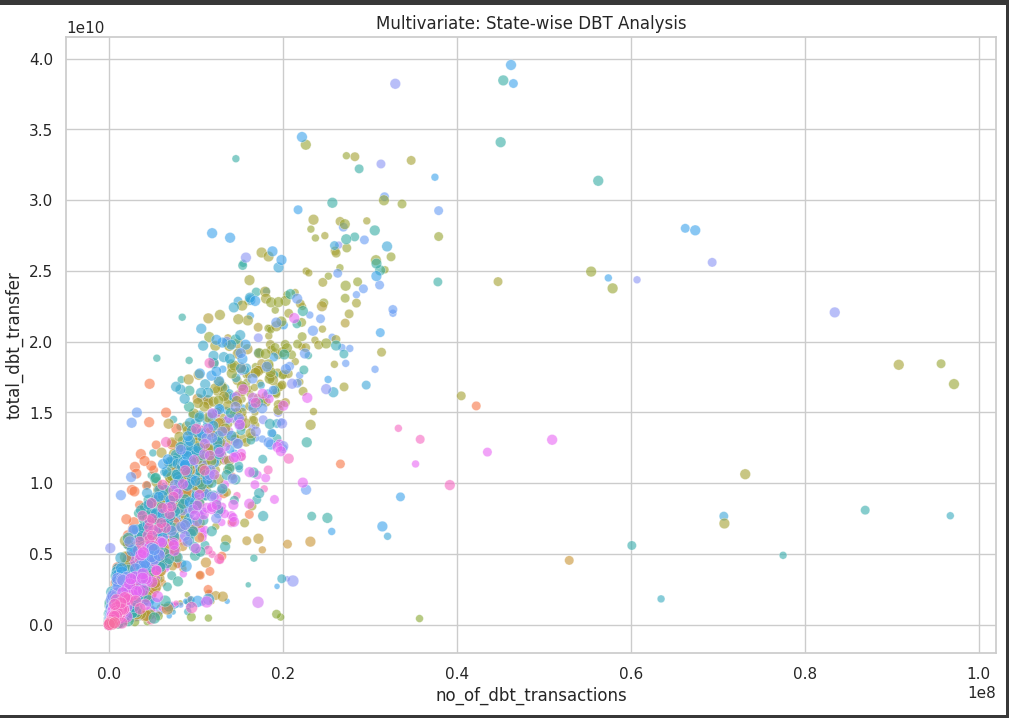 Multivariate: State-wise DBT Analysis
1e10
4.0
3.5
3.0
2.5
2.0
1.5
1.0
0.5
0.0
total_dbt_transfer
0.0 0.2 0.4 0.6 0.8 1.0
1e8
no_of_dbt_transactions